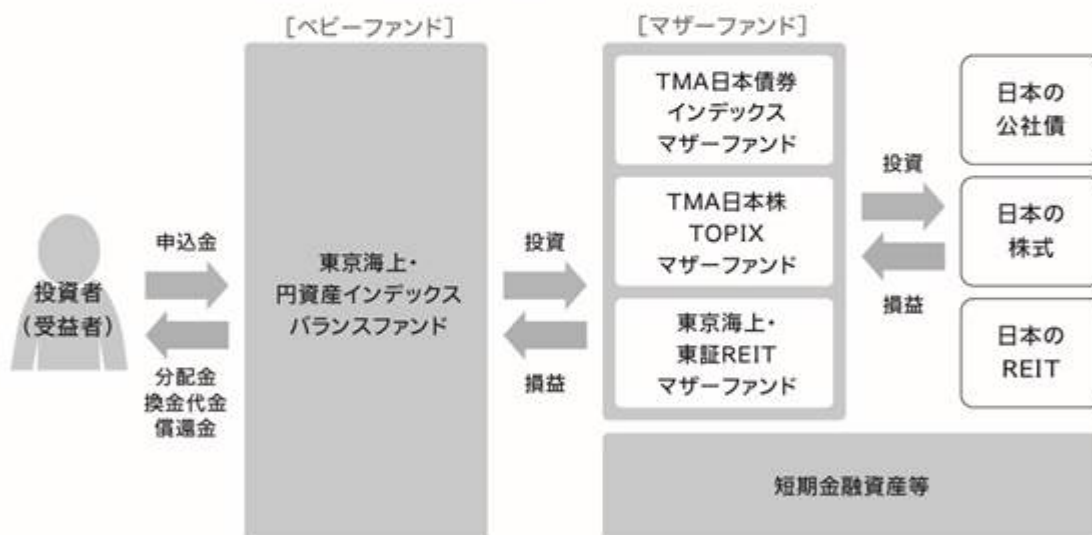 ［ベビーファンド］
［マザーファンド］
投資者
（受益者）
申込金
分配金
換金代金
償還金
東京海上・
円資産インデックス
バランスファンド
投資
損益
TMA日本債券
インデックス
マザーファンド
TMA日本株
TOPIX
マザーファンド
東京海上・
東証REIT
マザーファンド
投資
損益
日本の
公社債
日本の
株式
日本の
REIT
短期金融資産等